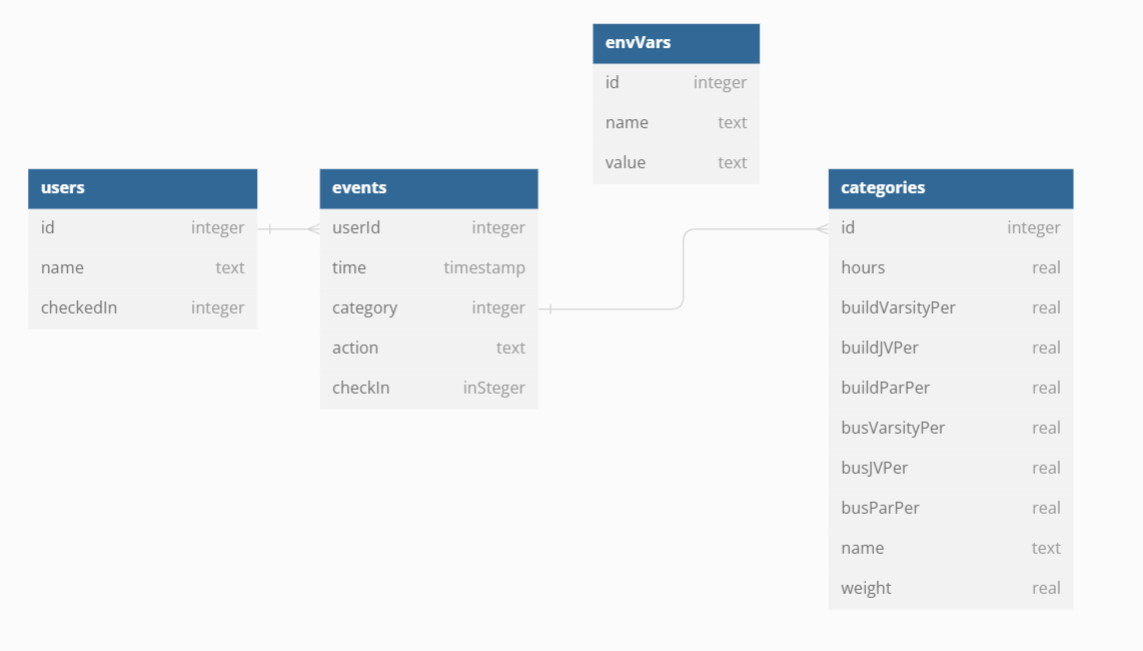 envVars
id integer
name text
value text
users
id integer
name text
checkedIn integer
events
userId integer
time timestamp
category integer
action text
checkIn inSteger
categories
id integer
hours real
buildVarsityPer real
buildJVPer real
buildParPer real
busVarsityPer real
busJVPer real
busParPer real
name text
weight real